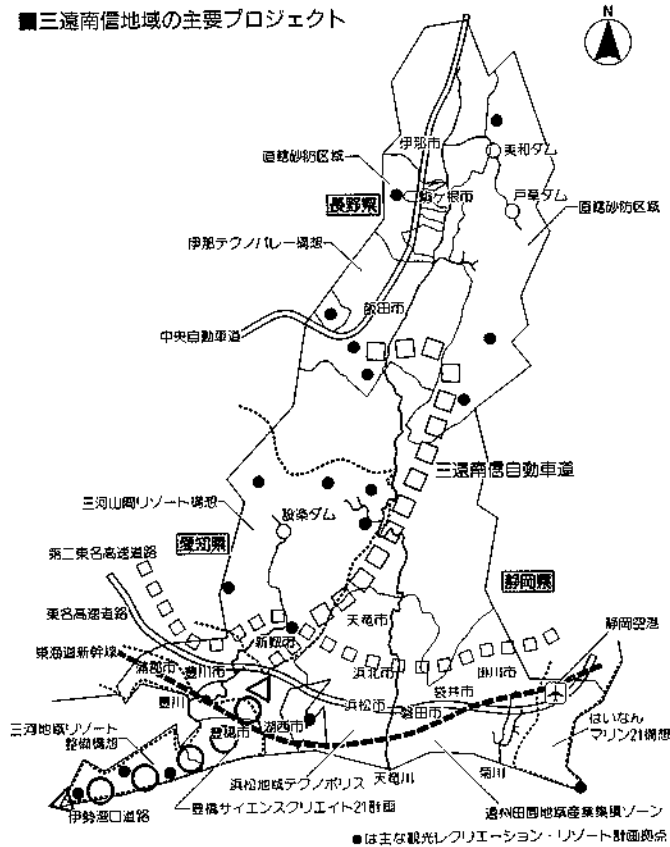 ■三遠南信地域の主要プロジェクト
N
伊那市
美和ダム
直轄砂防区域
駒ヶ根市
戸草ダム
長野県
直轄砂防区域
伊那テクノバレー構想
飯田市
中央自動車道
三遠南信自動車道
三河山間リゾート構想
設楽ダム
愛知県
第二東名高速道路
静岡県
東名高速道路
天竜市
静岡空港
新城市
東海道新幹線
蒲郡市
豊川市
浜北市
掛川市
袋井市
豊川
浜松市
磐田市
三河地域リゾート
整備構想
豊橋市
湖西市
はいなん
マリン21構想
浜松地域テクノポリス
天竜川
菊川
伊勢湾口道路
豊橋サイエンスクリエイト21計画
遠州田園地域産業集積ゾーン
●は主な観光レクリエーション・リゾート計画拠点